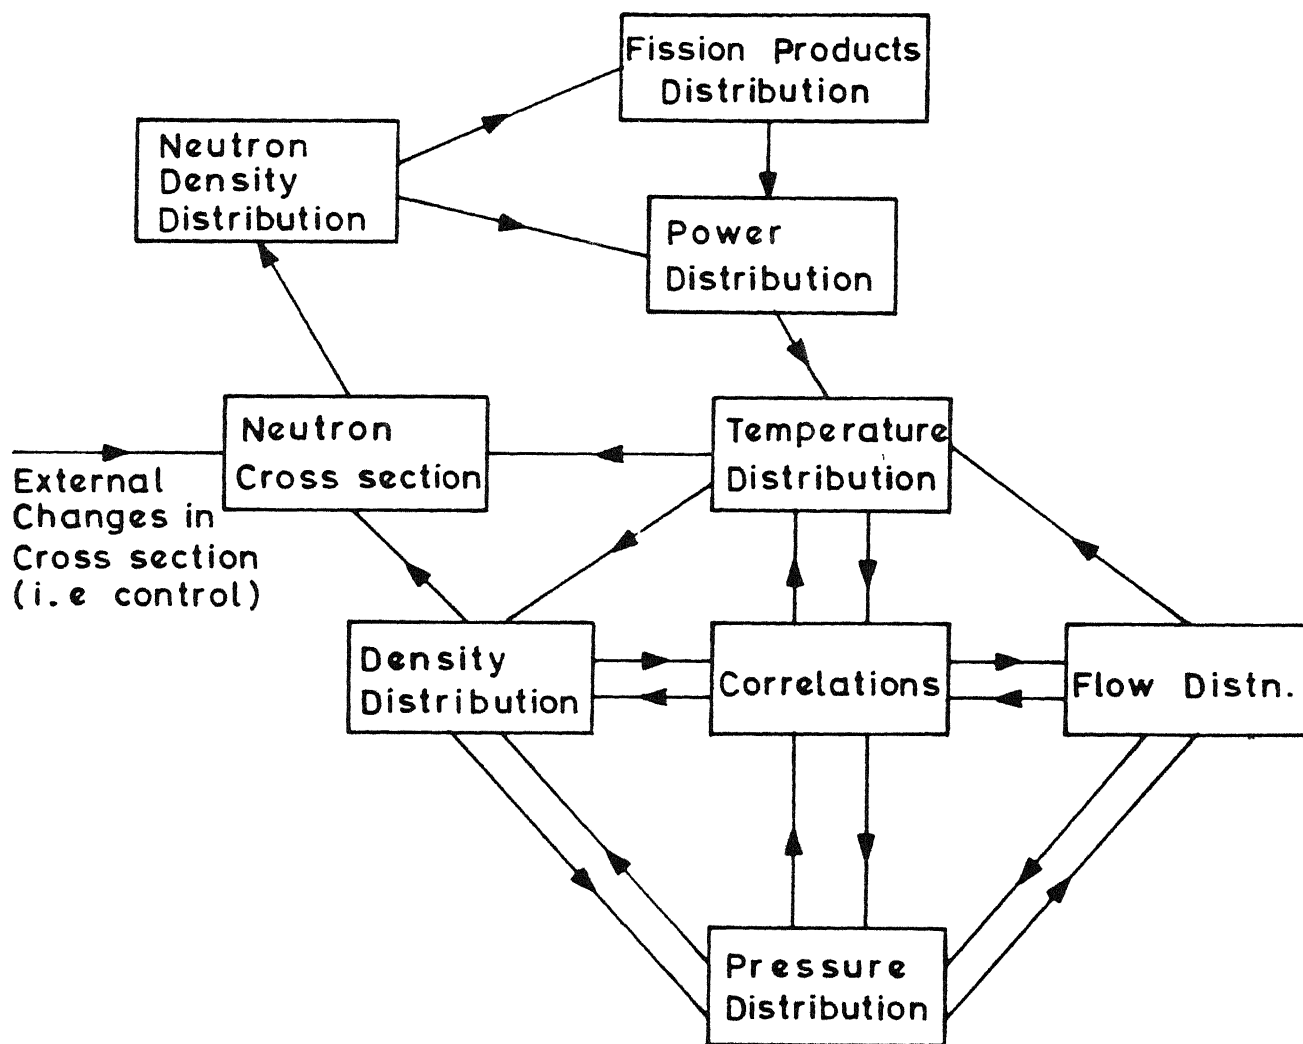 Fission Products
Distribution
Neutron
Density
Distribution
Power
Distribution
Neutron
Cross section
Temperature
Distribution
External
Changes in
Cross section
(i.e control)
Density
Distribution
Correlations
Flow Distn.
Pressure
Distribution